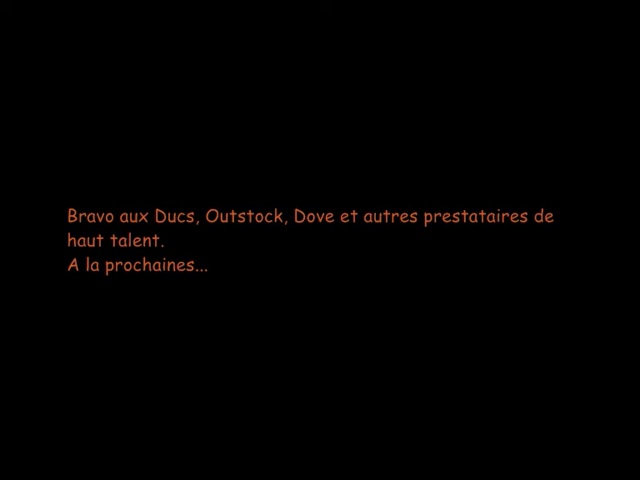 Bravo aux Ducs, Outstock, Dove et autres prestataires de
haut talent.
A la prochaines...